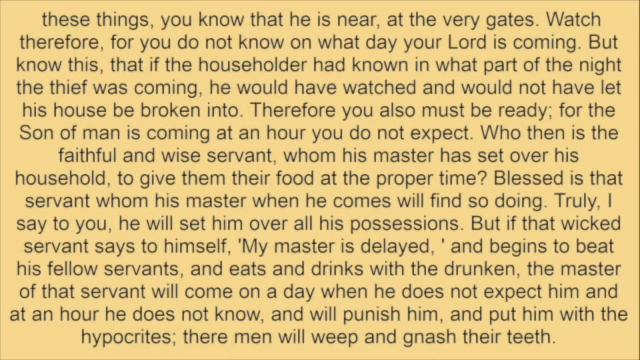 these things, you know that he is near, at the very gates. Watch
therefore, for you do not know on what day your Lord is coming. But
know this, that if the householder had known in what part of the night
the thief was coming, he would have watched and would not have let
his house be broken into. Therefore you also must be ready; for the
Son of man is coming at an hour you do not expect. Who then is the
faithful and wise servant, whom his master has set over his
household, to give them their food at the proper time? Blessed is that
servant whom his master when he comes will find so doing. Truly, I
say to you, he will set him over all his possessions. But if that wicked
servant says to himself, 'My master is delayed, ' and begins to beat
his fellow servants, and eats and drinks with the drunken, the master
of that servant will come on a day when he does not expect him and
at an hour he does not know, and will punish him, and put him with the
hypocrites; there men will weep and gnash their teeth.